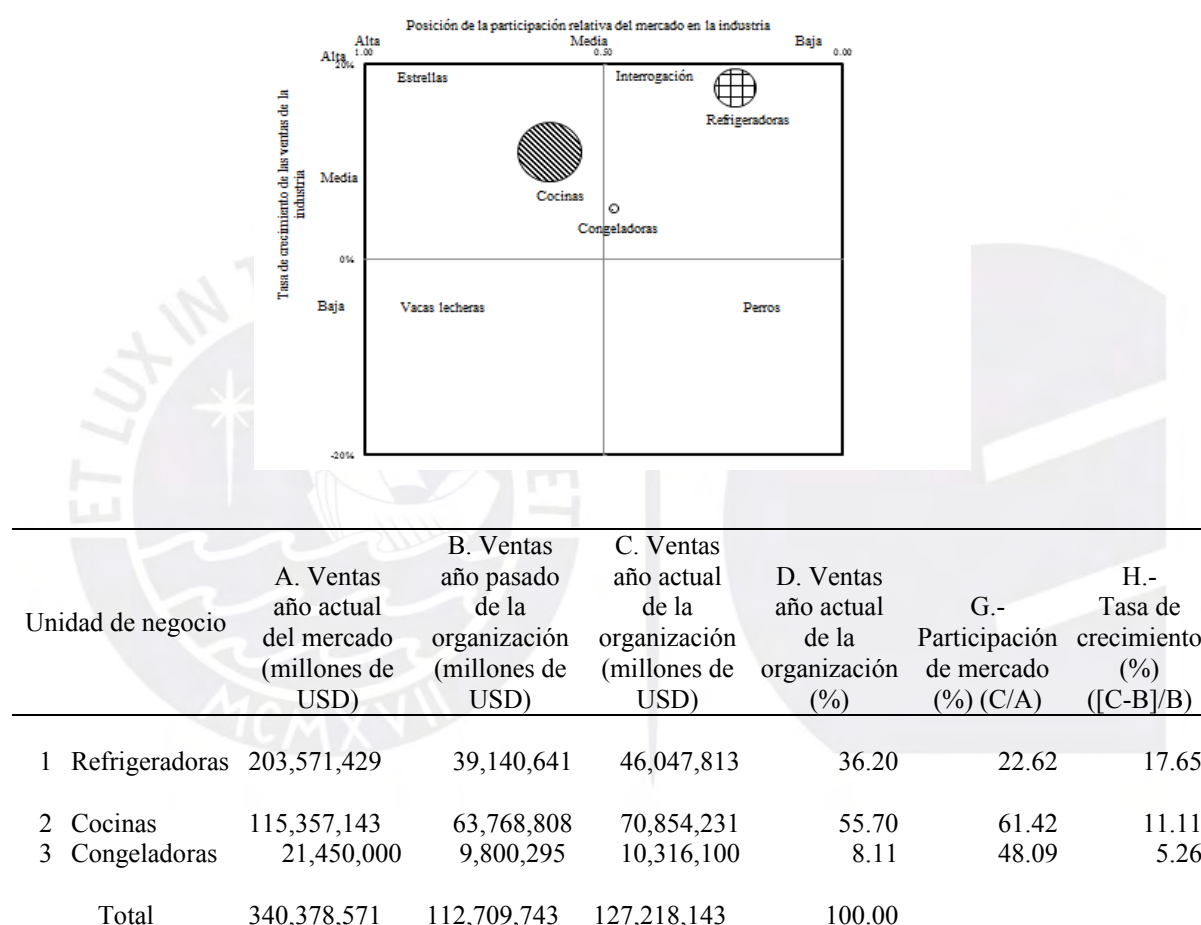 Posición de la participación relativa del mercado en la industria
Alta Media Baja
1.00 0.50 0.00
Alta
20%
Estrellas Interrogación
Refrigeradoras
Tasa de crecimiento de las ventas de la
industria
Media
Cocinas
Congeladoras
0%
Baja
Vacas lecheras Perros
-20%
ET LUX IN T
ET
MCMXVII
Unidad de negocio
A. Ventas
año actual
del mercado
(millones de
USD)
B. Ventas
año pasado
de la
organización
(millones de
USD)
C. Ventas
año actual
de la
organización
(millones de
USD)
D. Ventas
año actual
de la
organización
(%)
G.-
Participación
de mercado
(%) (C/A)
H.-
Tasa de
crecimiento
(%)
([C-B]/B)
1 Refrigeradoras 203,571,429 39,140,641 46,047,813 36.20 22.62 17.65
2 Cocinas 115,357,143 63,768,808 70,854,231 55.70 61.42 11.11
3 Congeladoras 21,450,000 9,800,295 10,316,100 8.11 48.09 5.26
Total 340,378,571 112,709,743 127,218,143 100.00